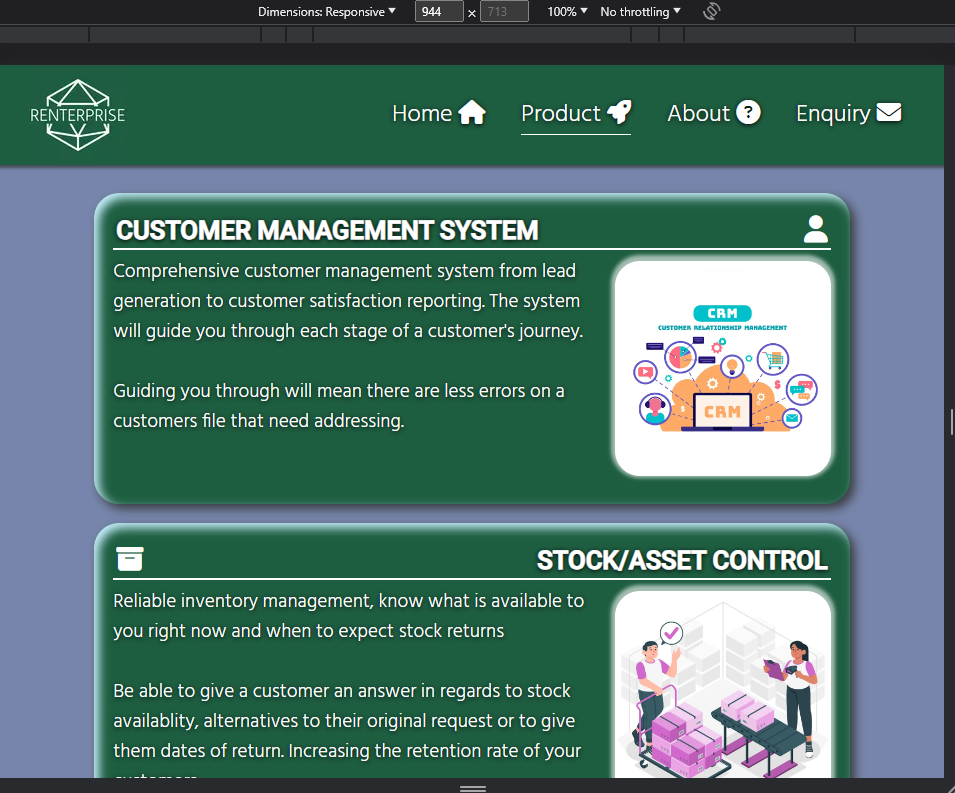 Dimensions: Responsive 944 × 713 100% No throttling
RENTERPRISE
Home Product About ? Enquiry
CUSTOMER MANAGEMENT SYSTEM
Comprehensive customer management system from lead
generation to customer satisfaction reporting. The system
will guide you through each stage of a customer's journey.
Guiding you through will mean there are less errors on a
customers file that need addressing.
CRM
CUSTOMER RELATIONSHIP MANAGEMENT
$
$
CRM
STOCK/ASSET CONTROL
Reliable inventory management, know what is available to
you right now and when to expect stock returns
Be able to give a customer an answer in regards to stock
availablity, alternatives to their original request or to give
them dates of return. Increasing the retention rate of your